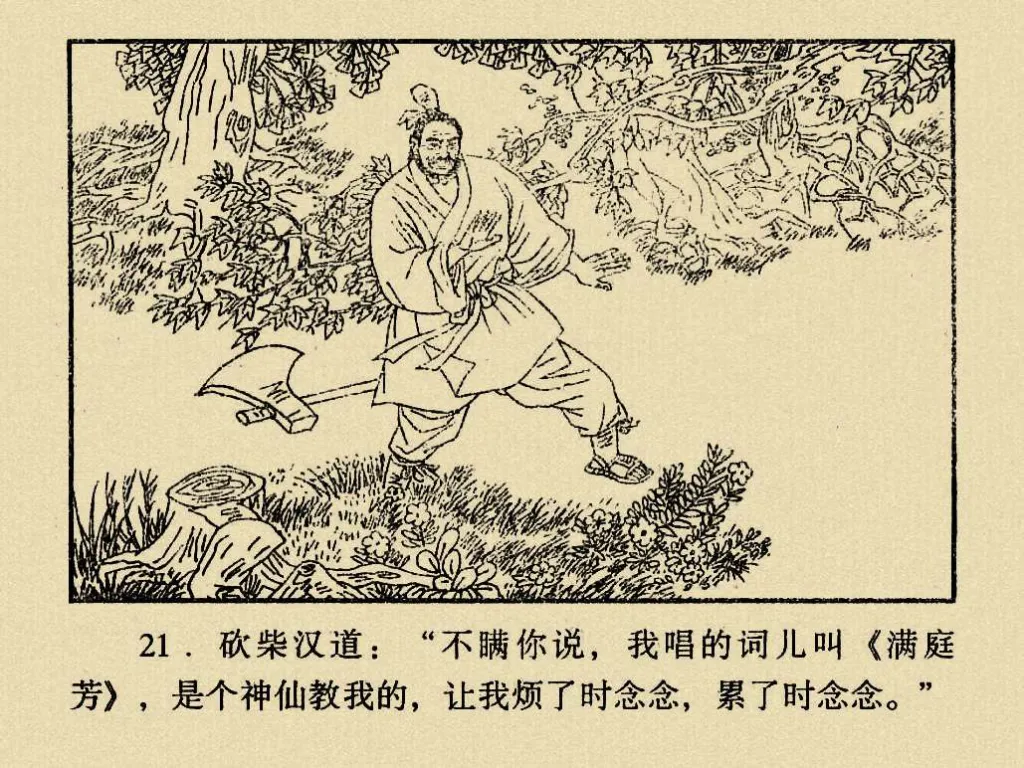 21．砍柴汉道：“不瞒你说，我唱的词儿叫《满庭
芳》，是个神仙教我的，让我烦了时念念，累了时念念。”